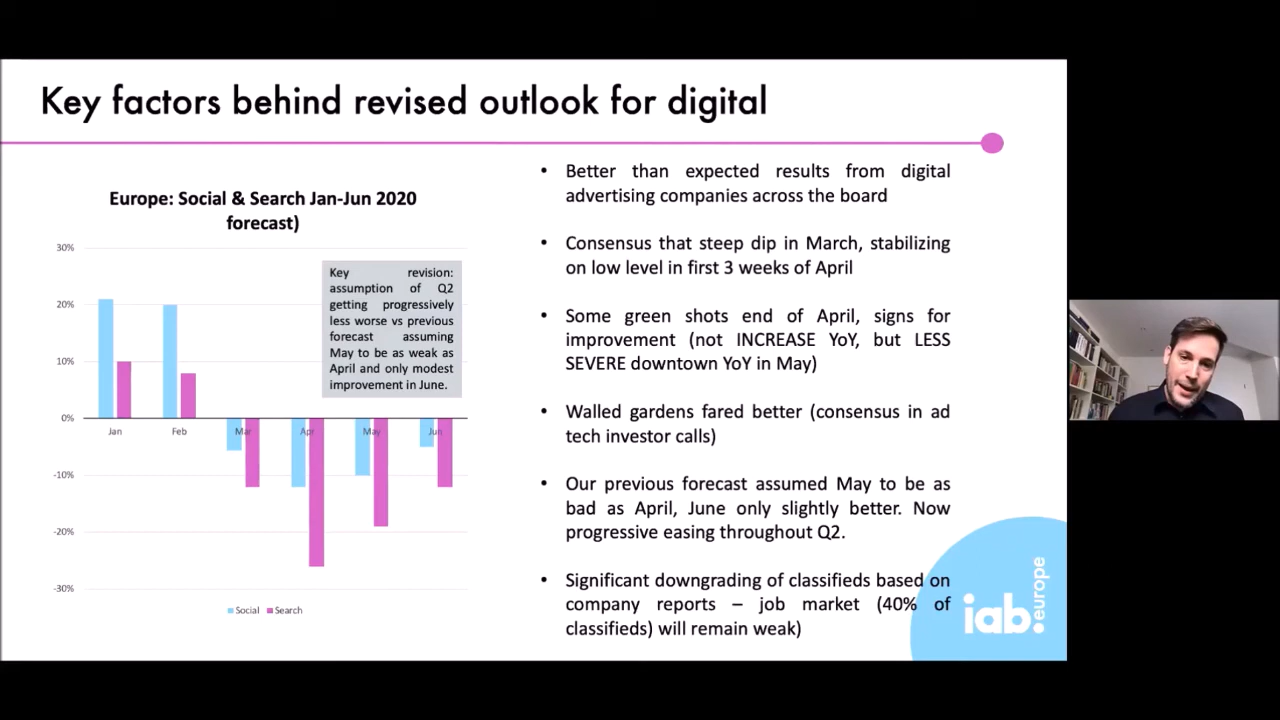 Key factors behind revised outlook for digital
Europe: Social & Search Jan-Jun 2020
forecast)
30%
20%
10%
0%
-10%
-20%
-30%
Jan
Feb
Mar
Apr
May
Jun
Key revision:
assumption of Q2
getting progressively
less worse vs previous
forecast assuming
May to be as weak as
April and only modest
improvement in June.
Social
Search
• Better than expected results from digital
advertising companies across the board
• Consensus that steep dip in March, stabilizing
on low level in first 3 weeks of April
• Some green shots end of April, signs for
improvement (not INCREASE YoY, but LESS
SEVERE downtown YoY in May)
• Walled gardens fared better (consensus in ad
tech investor calls)
• Our previous forecast assumed May to be as
bad as April, June only slightly better. Now
progressive easing throughout Q2.
• Significant downgrading of classifieds based on
company reports – job market (40% of
classifieds) will remain weak)
iab.
europe